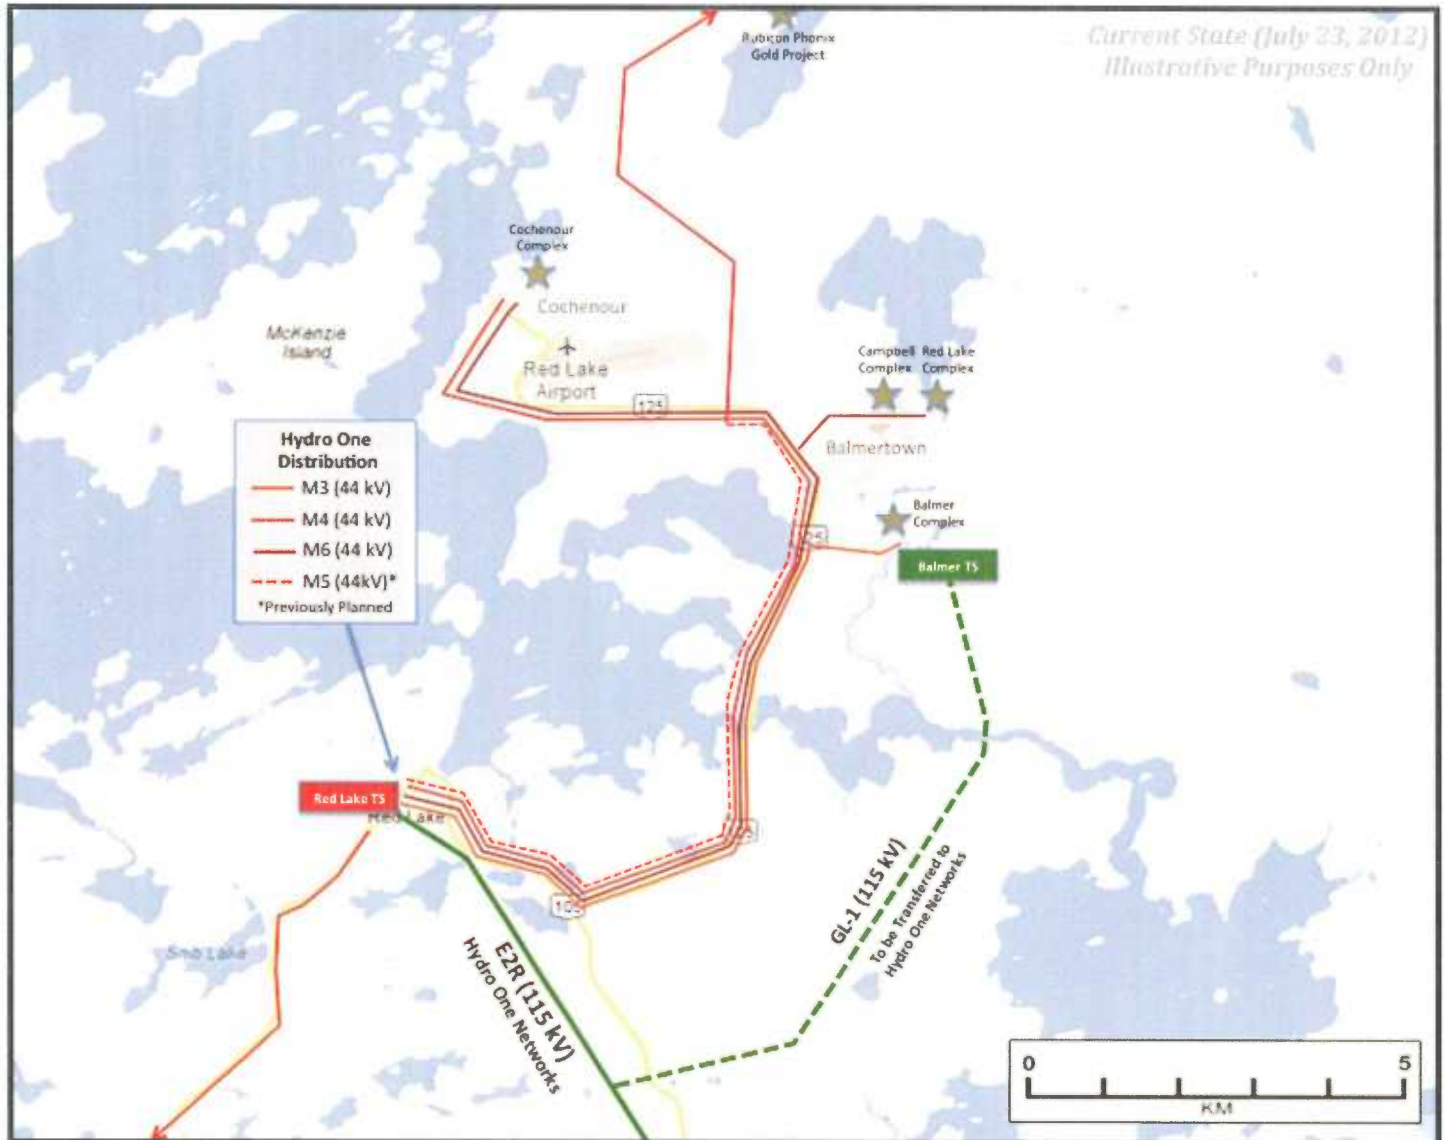 Current State (July 23, 2012)
Illustrative Purposes Only
Rubicon Phonix
Gold Project
Cochenour
Complex
Cochenour
McKenzie
Island
Red Lake
Airport
125
Campbell
Complex
Red Lake
Complex
Balmertown
Balmer
Complex
Balmer TS
Hydro One
Distribution
M3 (44 kV)
M4 (44 kV)
M6 (44 kV)
M5 (44kV)*
*Previously Planned
Red Lake TS
Red Lake
E2R (115 kV)
Hydro One Networks
GL-1 (115 kV)
To be Transferred to
Hydro One Networks
0 5
KM